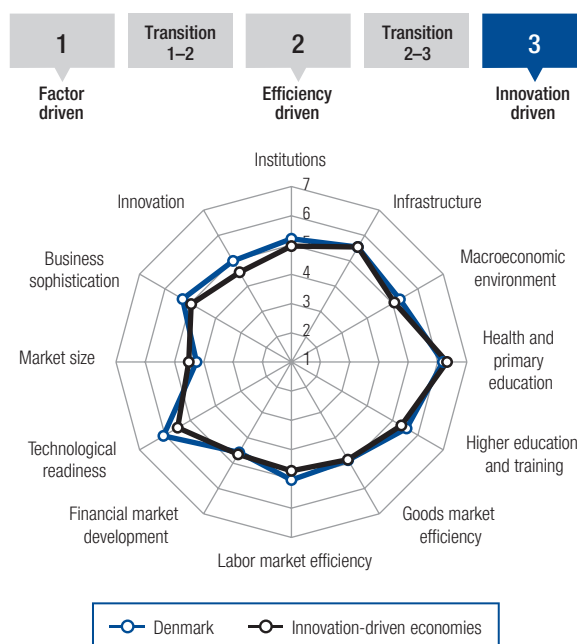 1
Transition
1–2
2
Transition
2–3
3
Factor
driven
Efficiency
driven
Innovation
driven
Institutions
7
Innovation
Infrastructure
6
5
Business
sophistication
Macroeconomic
environment
4
3
2
Market size
1
Health and
primary
education
Technological
readiness
Higher education
and training
Financial market
development
Goods market
efficiency
Labor market efficiency
Denmark
Innovation-driven economies